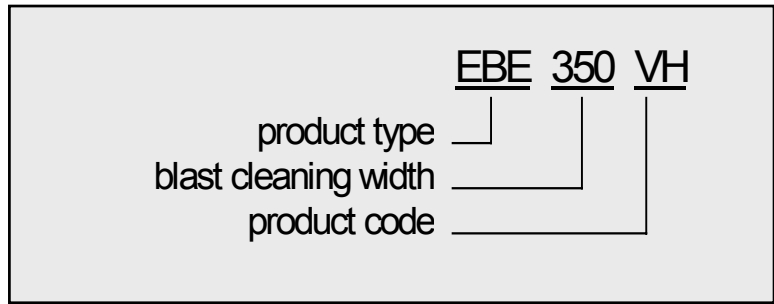 EBE 350 VH
product type
blast cleaning width
product code